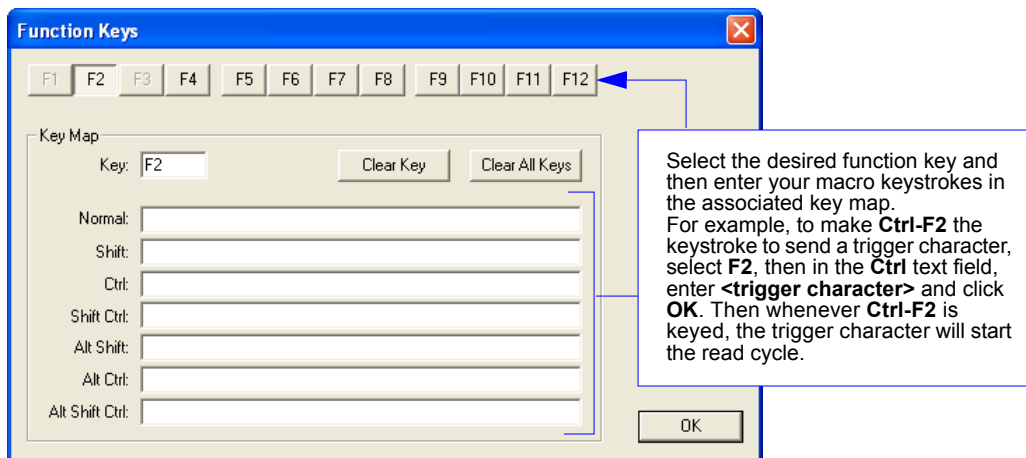 Function Keys
F1 F2 F3 F4 F5 F6 F7 F8 F9 F10 F11 F12
Key Map
Key: F2 Clear Key Clear All Keys
Normal:
Shift:
Ctrl:
Shift Ctrl:
Alt Shift:
Alt Ctrl:
Alt Shift Ctrl:
OK
Select the desired function key and
then enter your macro keystrokes in
the associated key map.
For example, to make Ctrl-F2 the
keystroke to send a trigger character,
select F2, then in the Ctrl text field,
enter <trigger character> and click
OK. Then whenever Ctrl-F2 is
keyed, the trigger character will start
the read cycle.